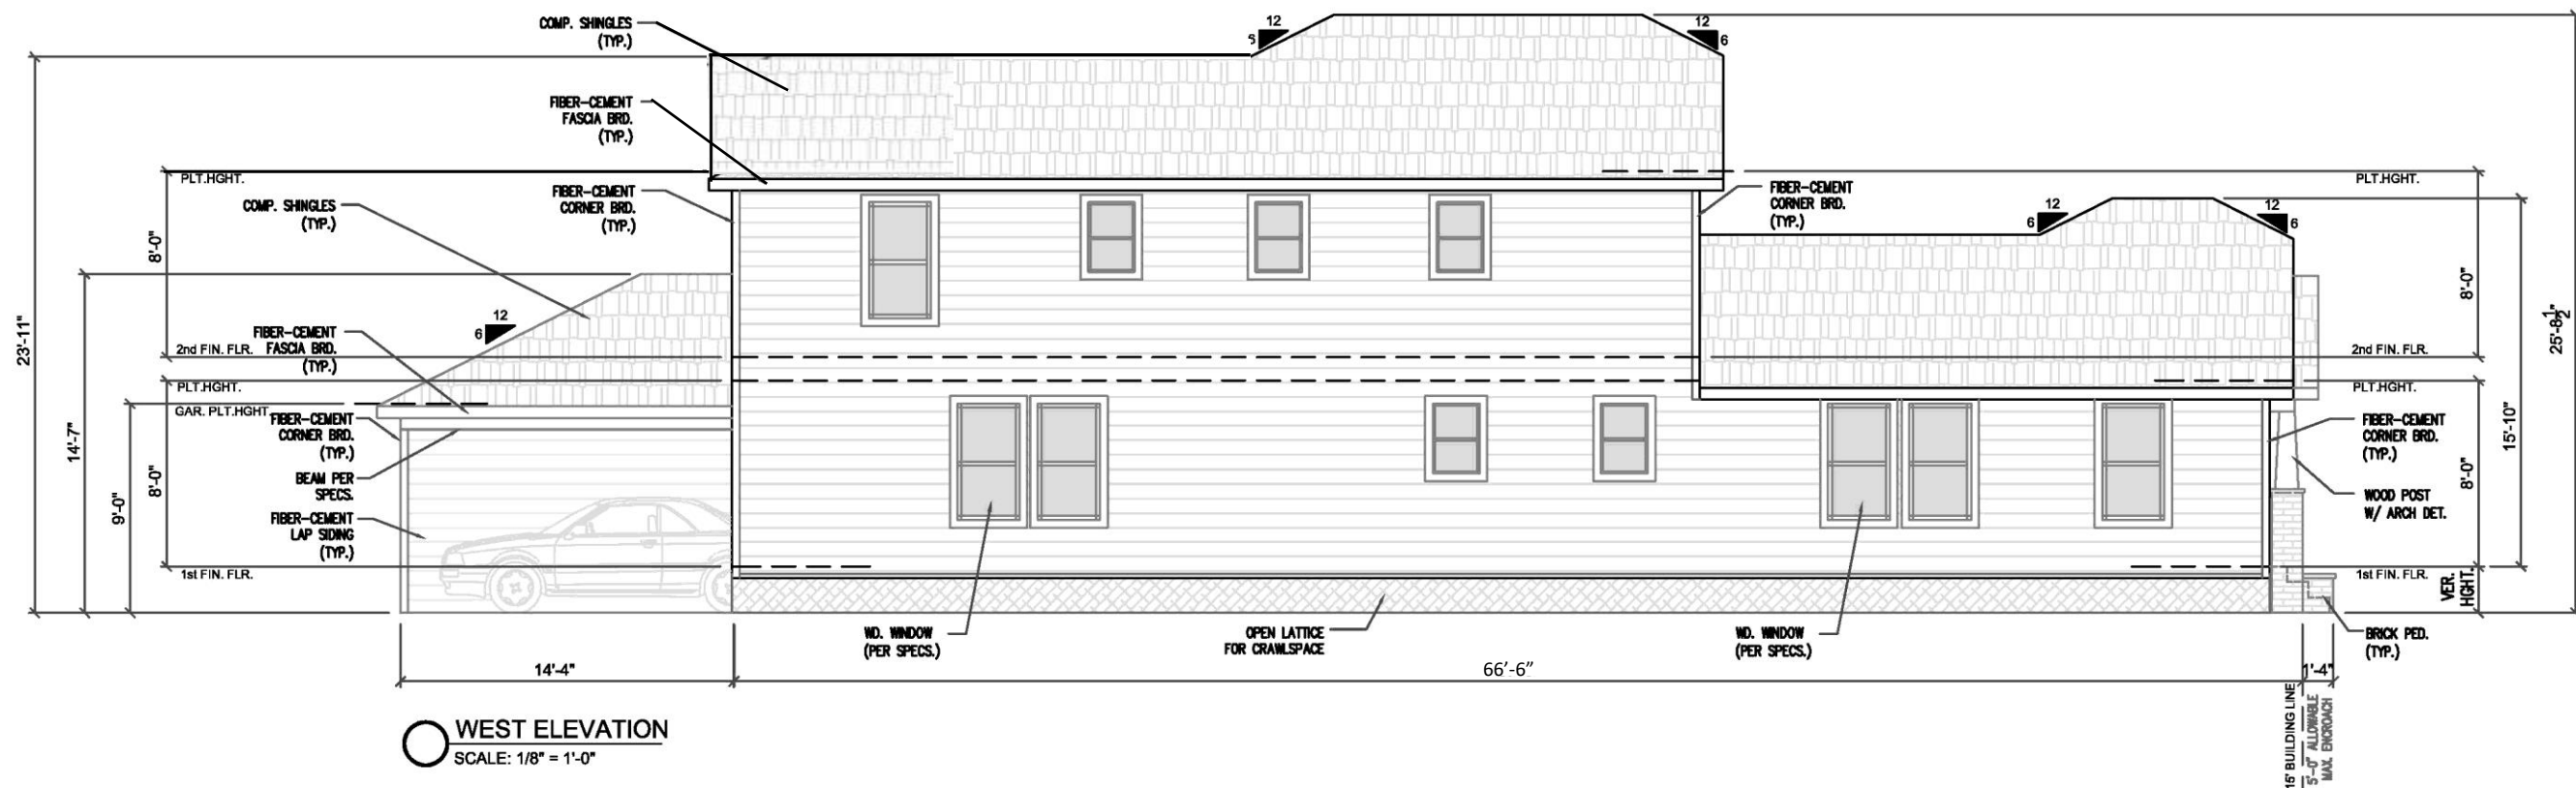 COMP. SHINGLES
(TYP.)
12
5
12
6
FIBER-CEMENT
FASCIA BRD.
(TYP.)
23'-11"
PLT.HGHT.
8'-0"
COMP. SHINGLES
(TYP.)
FIBER-CEMENT
CORNER BRD.
(TYP.)
FIBER-CEMENT
CORNER BRD.
(TYP.)
PLT.HGHT.
12
6
12
6
8'-0"
25'-8 1/2"
14'-7"
12
6
FIBER-CEMENT
FASCIA BRD.
(TYP.)
2nd FIN. FLR.
2nd FIN. FLR.
PLT.HGHT.
PLT.HGHT.
GAR. PLT.HGHT.
FIBER-CEMENT
CORNER BRD.
(TYP.)
BEAM PER
SPECS.
9'-0"
8'-0"
FIBER-CEMENT
LAP SIDING
(TYP.)
1st FIN. FLR.
FIBER-CEMENT
CORNER BRD.
(TYP.)
15'-10"
8'-0"
WOOD POST
W/ ARCH DET.
1st FIN. FLR.
VER.
HGHT.
WD. WINDOW
(PER SPECS.)
OPEN LATTICE
FOR CRAWLSPACE
WD. WINDOW
(PER SPECS.)
BRICK PED.
(TYP.)
14'-4"
66'-6"
1'-4"
15' BUILDING LINE
5'-0" ALLOWABLE
MAX. ENCROACH
WEST ELEVATION
SCALE: 1/8" = 1'-0"